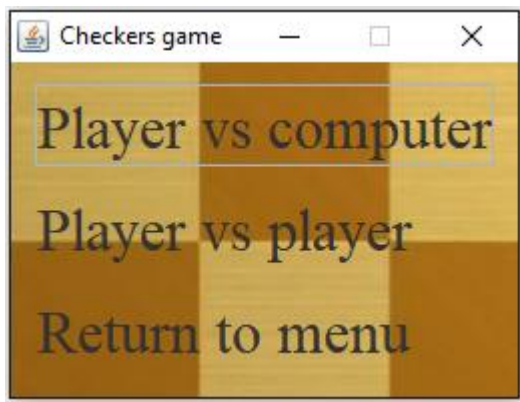 Checkers game
Player vs computer
Player vs player
Return to menu